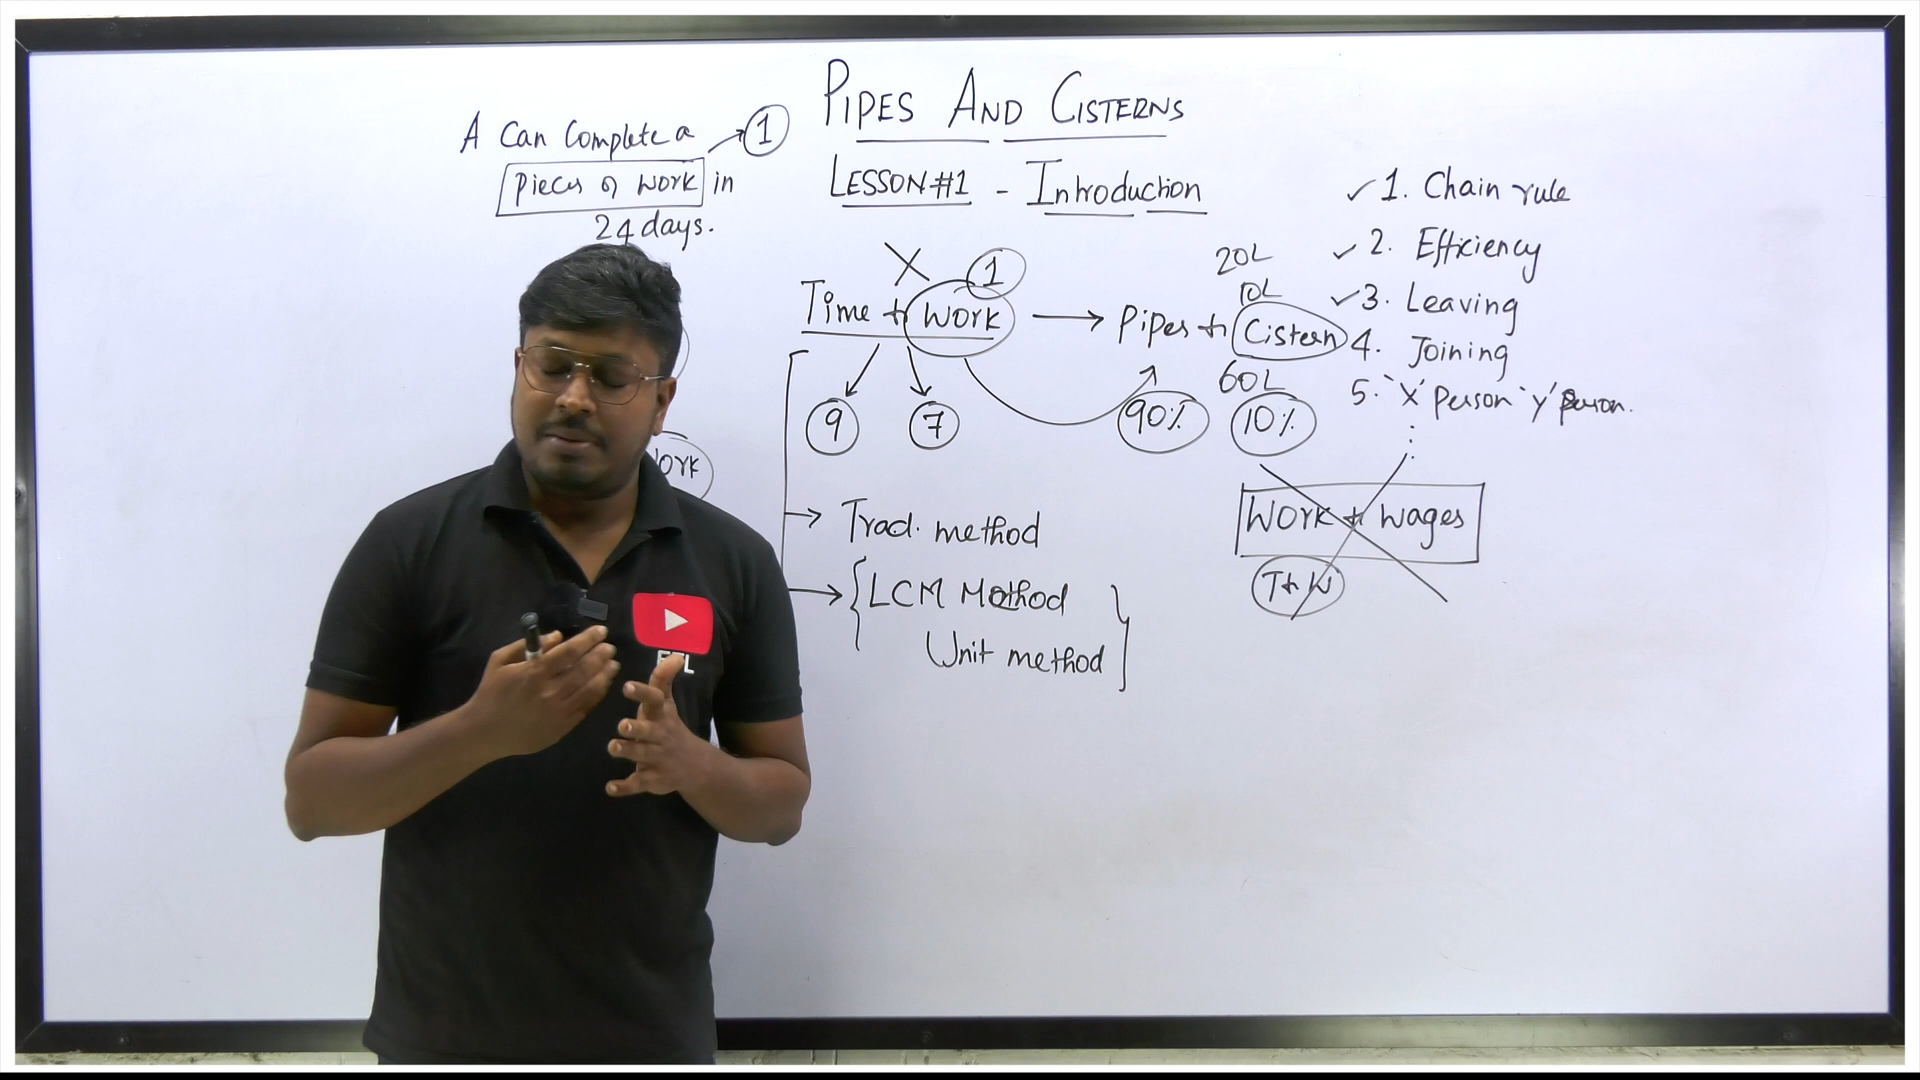 PIPES AND CISTERNS
LESSON #1 - Introduction
A Can Complete a → 1
pieces of work in
24 days.
X
1
Time & Work → Pipes & Cistern
20L
10L
60L
9 7
90% 10%
ork
→ Trad. method
→ { LCM Method
Unit method }
✓ 1. Chain rule
✓ 2. Efficiency
✓ 3. Leaving
4. Joining
5. 'X' Person 'y' Person.
Work & Wages
T & W